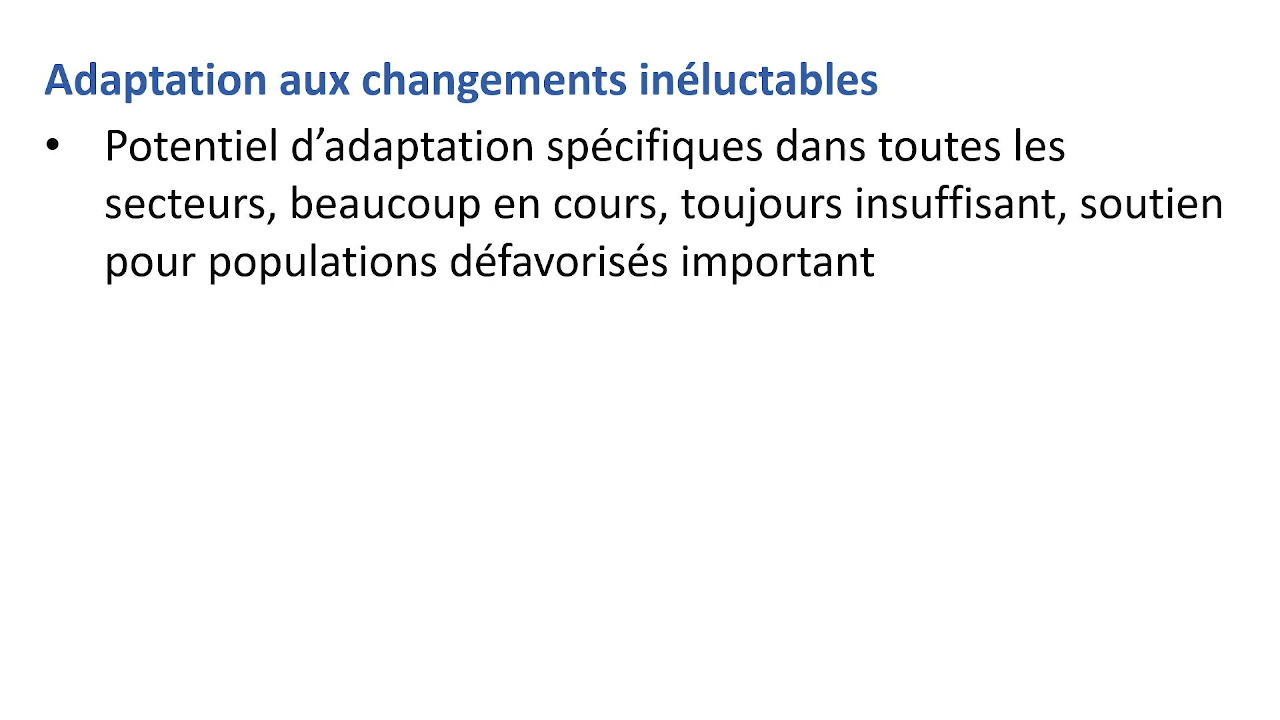 Adaptation aux changements inéluctables
• Potentiel d’adaptation spécifiques dans toutes les
secteurs, beaucoup en cours, toujours insuffisant, soutien
pour populations défavorisés important